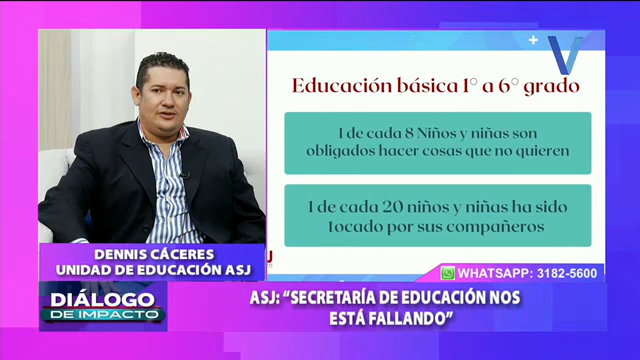 V
Educación básica 1° a 6° grado
1 de cada 8 Niños y niñas son
obligados hacer cosas que no quieren
1 de cada 20 niños y niñas ha sido
tocado por sus compañeros
J
DENNIS CÁCERES
UNIDAD DE EDUCACIÓN ASJ
WHATSAPP: 3182-5600
DIÁLOGO
DE IMPACTO
ASJ: “SECRETARÍA DE EDUCACIÓN NOS
ESTÁ FALLANDO”